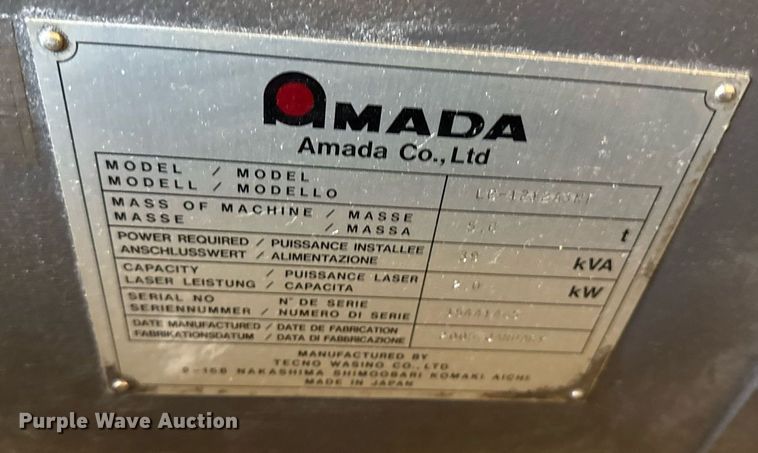 AMADA
Amada Co., Ltd
MODEL / MODEL
MODELL / MODELLO
MASS OF MACHINE / MASSE
MASSE / MASSA
t
POWER REQUIRED / PUISSANCE INSTALLEE
ANSCHLUSSWERT / ALIMENTAZIONE
kVA
CAPACITY / PUISSANCE LASER
LASER LEISTUNG / CAPACITA
kW
SERIAL NO N° DE SERIE
SERIENNUMMER / NUMERO DI SERIE
DATE MANUFACTURED / DATE DE FABRICATION
FABRIKATIONSDATUM / DATA DI FABBRICAZIONE
MANUFACTURED BY
TECNO WASINO CO., LTD
2-158 NAKASHIMA SHIMOOBARI KOMAKI AICHI
MADE IN JAPAN
Purple Wave Auction